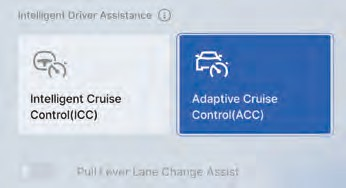 Intelligent Driver Assistance
Intelligent Cruise
Control(ICC)
Adaptive Cruise
Control(ACC)
Pull Lever Lane Change Assist